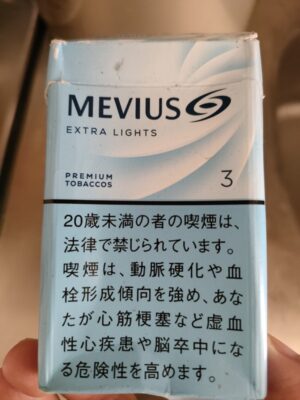 MEVIUS
EXTRA LIGHTS
PREMIUM
TOBACCOS
3
20歳未満の者の喫煙は、
法律で禁じられています。
喫煙は、動脈硬化や血
栓形成傾向を強め、あな
たが心筋梗塞など虚血
性心疾患や脳卒中にな
る危険性を高めます。